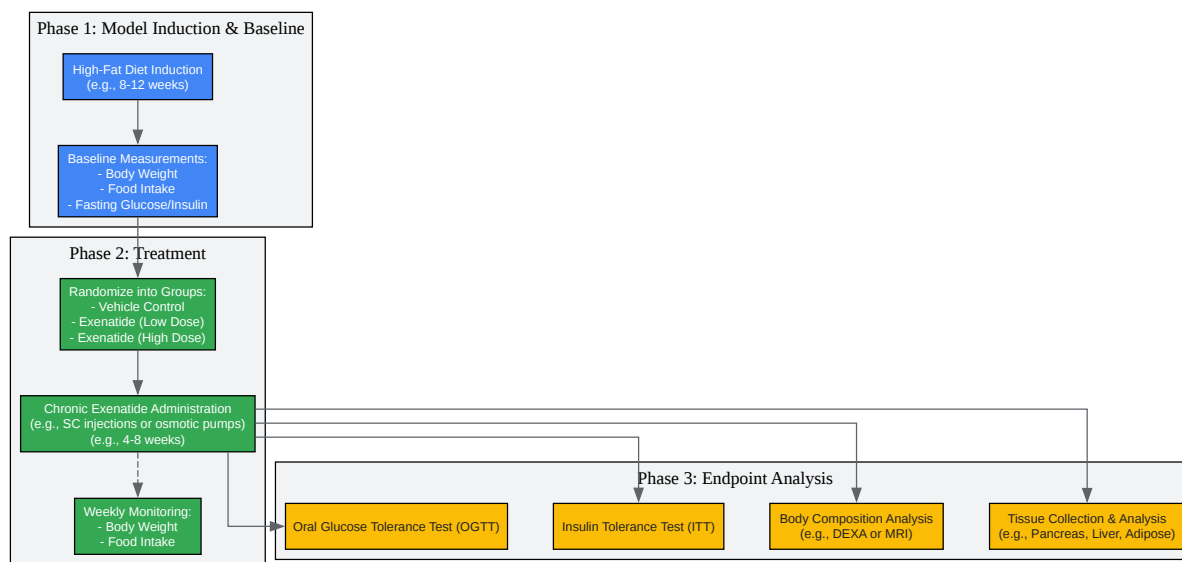 Phase 1: Model Induction & Baseline
High-Fat Diet Induction
(e.g., 8-12 weeks)
Baseline Measurements:
- Body Weight
- Food Intake
- Fasting Glucose/Insulin
Phase 2: Treatment
Randomize into Groups:
- Vehicle Control
- Exenatide (Low Dose)
- Exenatide (High Dose)
Chronic Exenatide Administration
(e.g., SC injections or osmotic pumps)
(e.g., 4-8 weeks)
Weekly Monitoring:
- Body Weight
- Food Intake
Phase 3: Endpoint Analysis
Oral Glucose Tolerance Test (OGTT)
Insulin Tolerance Test (ITT)
Body Composition Analysis
(e.g., DEXA or MRI)
Tissue Collection & Analysis
(e.g., Pancreas, Liver, Adipose)